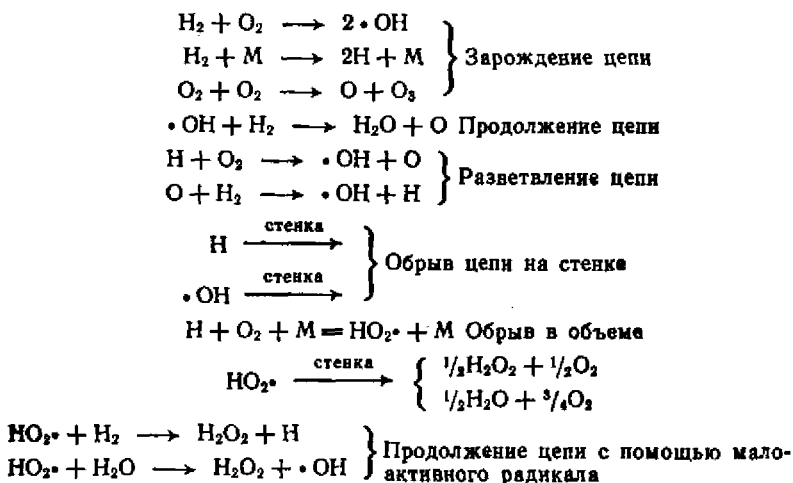 H₂ + O₂ ⟶ 2 • OH
H₂ + M ⟶ 2H + M } Зарождение цепи
O₂ + O₂ ⟶ O + O₃
• OH + H₂ ⟶ H₂O + O Продолжение цепи
H + O₂ ⟶ • OH + O
O + H₂ ⟶ • OH + H } Разветвление цепи
H стенка ⟶
• OH стенка ⟶ } Обрыв цепи на стенке
H + O₂ + M = HO₂• + M Обрыв в объеме
HO₂• стенка ⟶ { ¹/₂H₂O₂ + ¹/₂O₂
¹/₂H₂O + ³/₄O₂
HO₂• + H₂ ⟶ H₂O₂ + H } Продолжение цепи с помощью мало-
HO₂• + H₂O ⟶ H₂O₂ + • OH активного радикала